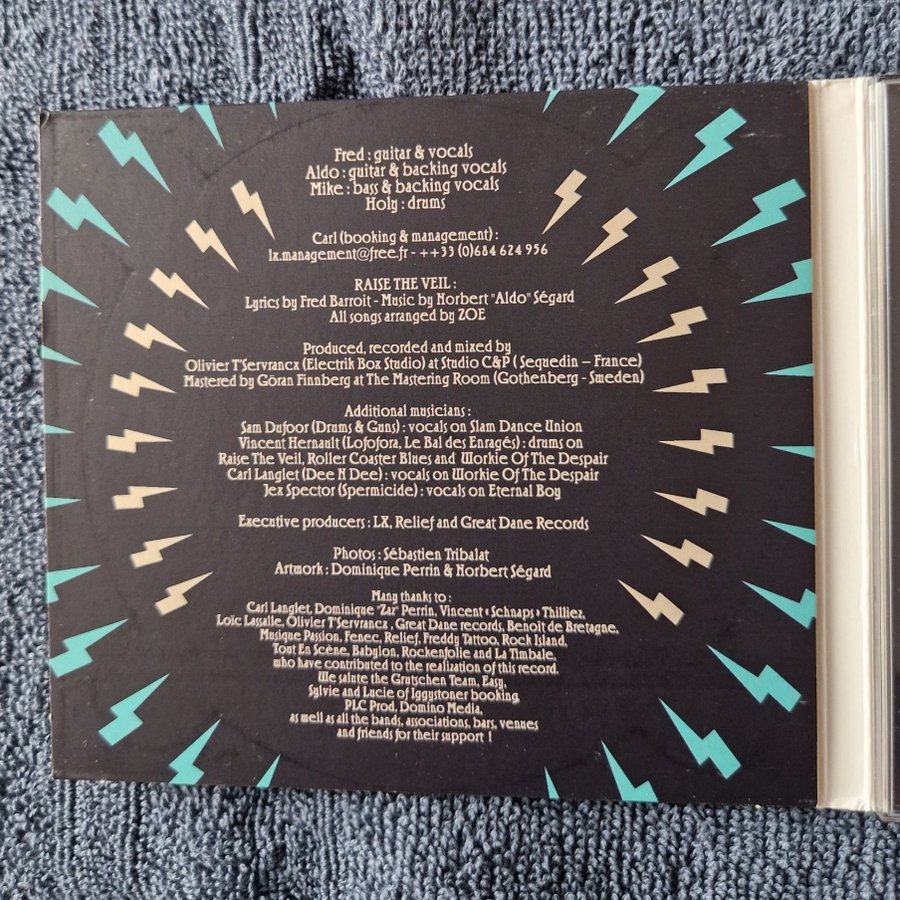 Fred : guitar & vocals
Aldo : guitar & backing vocals
Mike : bass & backing vocals
Holy : drums
Carl (booking & management) :
lx.management@free.fr - ++33 (0)684 624 956
RAISE THE VEIL :
Lyrics by Fred Barroit - Music by Norbert "Aldo" Ségard
All songs arranged by ZOE
Produced, recorded and mixed by
Olivier T'Servrancx (Electrik Box Studio) at Studio C&P ( Sequedin – France)
Mastered by Göran Finnberg at The Mastering Room (Gothenberg - Sweden)
Additional musicians :
Sam Dufoor (Drums & Guns) : vocals on Slam Dance Union
Vincent Hernault (Lofofora, Le Bal des Enragés) : drums on
Raise The Veil, Roller Coaster Blues and Workie Of The Despair
Carl Langlet (Dee N Dee) : vocals on Workie Of The Despair
Jex Spector (Spermicide) : vocals on Eternal Boy
Executive producers : LX, Relief and Great Dane Records
Photos : Sébastien Tribalat
Artwork : Dominique Perrin & Norbert Ségard
Many thanks to :
Carl Langlet, Dominique "Zar" Perrin, Vincent « Schnaps » Thilliez,
Loïc Lasalle, Olivier T'Servrancx , Great Dane records, Benoît de Bretagne,
Musique Passion, Fenec, Relief, Freddy Tattoo, Rock Island,
Tout En Scène, Babylon, Rockenfolie and La Timbale,
who have contributed to the realization of this record.
We salute the Grutschen Team, Easy,
Sylvie and Lucie of Iggystoner booking,
PLC Prod, Domino Media,
as well as all the bands, associations, bars, venues
and friends for their support !